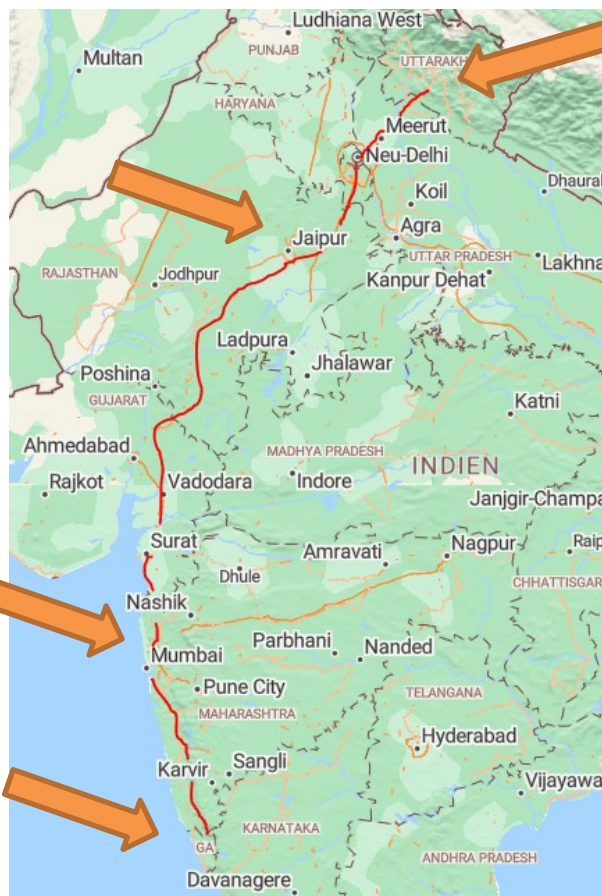 Ludhiana West
PUNJAB
Multan
UTTARAKH
HARYANA
Meerut
Neu-Delhi
Koil
Dhaural
Jaipur
Agra
UTTAR PRADESH
Lakhna
RAJASTHAN
Jodhpur
Kanpur Dehat
Ladpura
Jhalawar
Poshina
GUJARAT
Katni
Ahmedabad
MADHYA PRADESH
INDIEN
Rajkot
Vadodara
Indore
Janjgir-Champa
Surat
Amravati
Nagpur
Raip
Dhule
CHHATTISGAR
Nashik
Parbhani
Nanded
Mumbai
Pune City
TELANGANA
MAHARASHTRA
Hyderabad
Sangli
Karvir
Vijayawa
KARNATAKA
GA
ANDHRA PRADESH
Davanagere